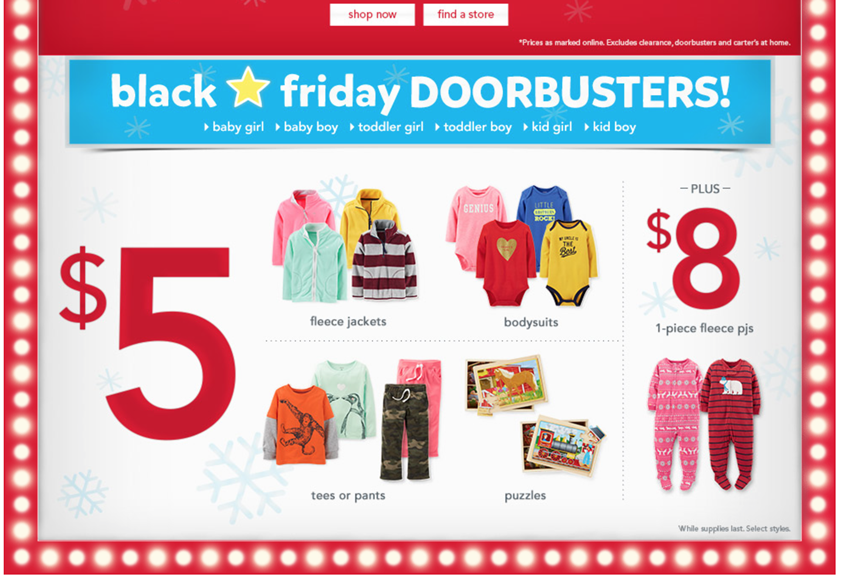 shop now
find a store
*Prices as marked online. Excludes clearance, doorbusters and carter's at home.
black friday DOORBUSTERS!
baby girl baby boy toddler girl toddler boy kid girl kid boy
$5
GENIUS
LITTLE
BROTHERS
ROCK!
MY UNCLE IS
THE
Best
fleece jackets
bodysuits
tees or pants
puzzles
– PLUS –
$8
1-piece fleece pjs
While supplies last. Select styles.